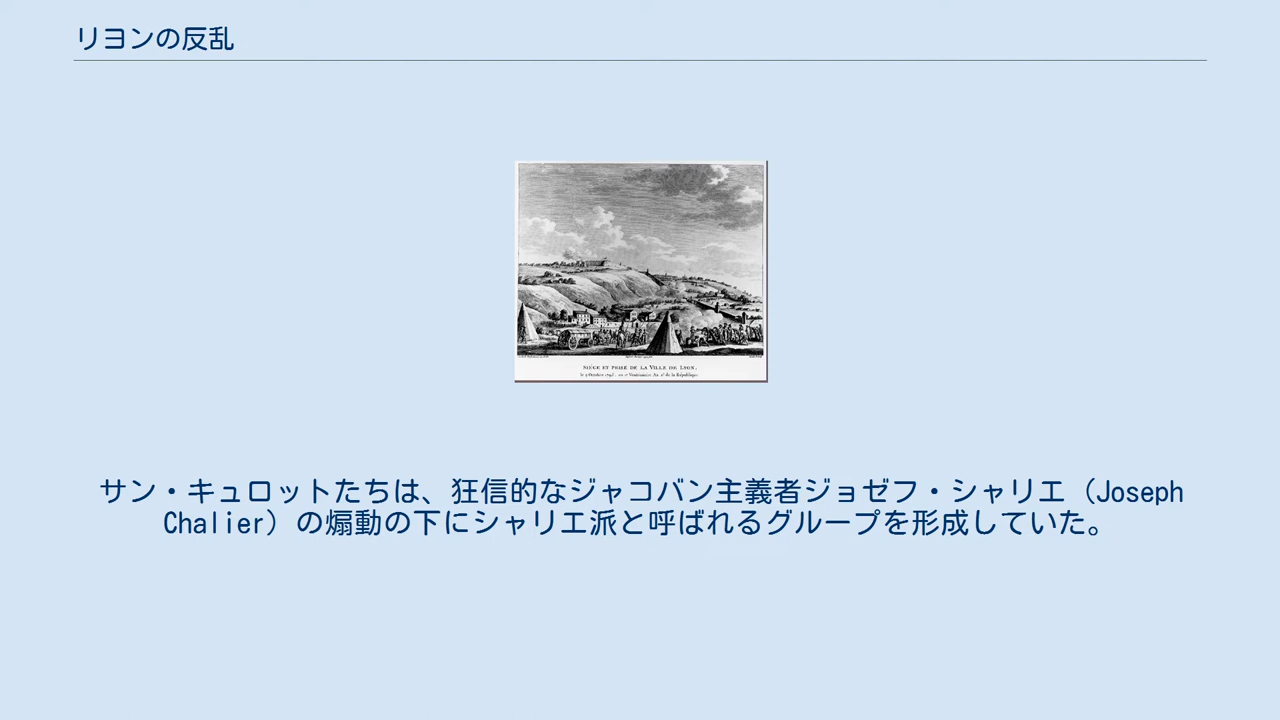 リヨンの反乱
SIÉGE ET PRISE DE LA VILLE DE LYON,
サン・キュロットたちは、狂信的なジャコバン主義者ジョゼフ・シャリエ（Joseph
Chalier）の煽動の下にシャリエ派と呼ばれるグループを形成していた。